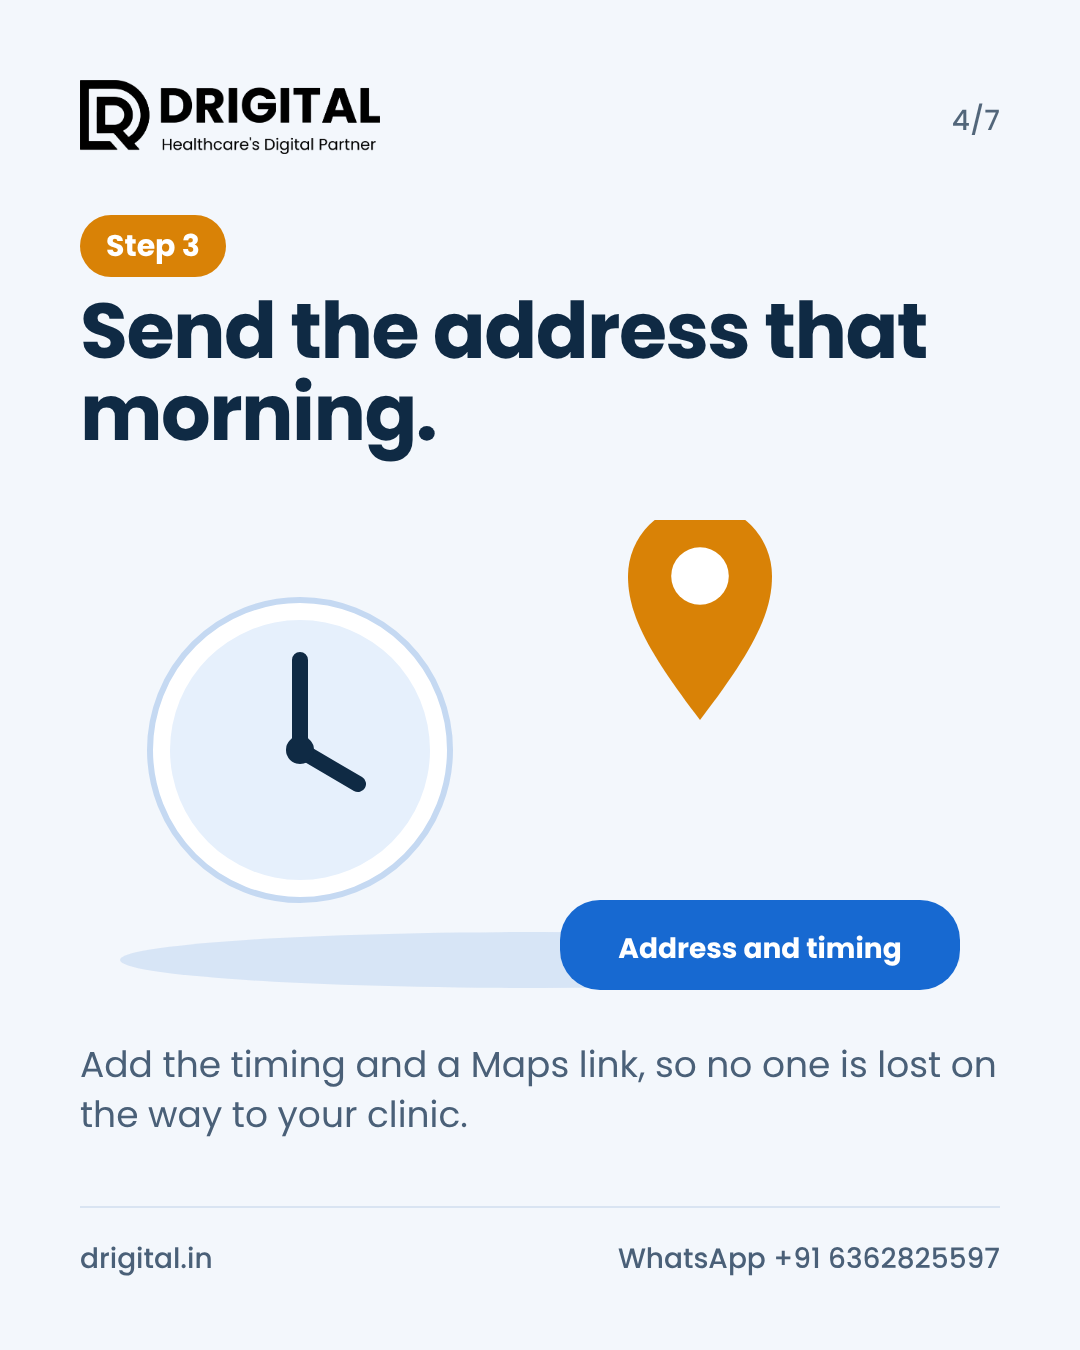 DRIGITAL
Healthcare's Digital Partner
4/7
Step 3
Send the address that
morning.
Address and timing
Add the timing and a Maps link, so no one is lost on
the way to your clinic.
drigital.in
WhatsApp +91 6362825597